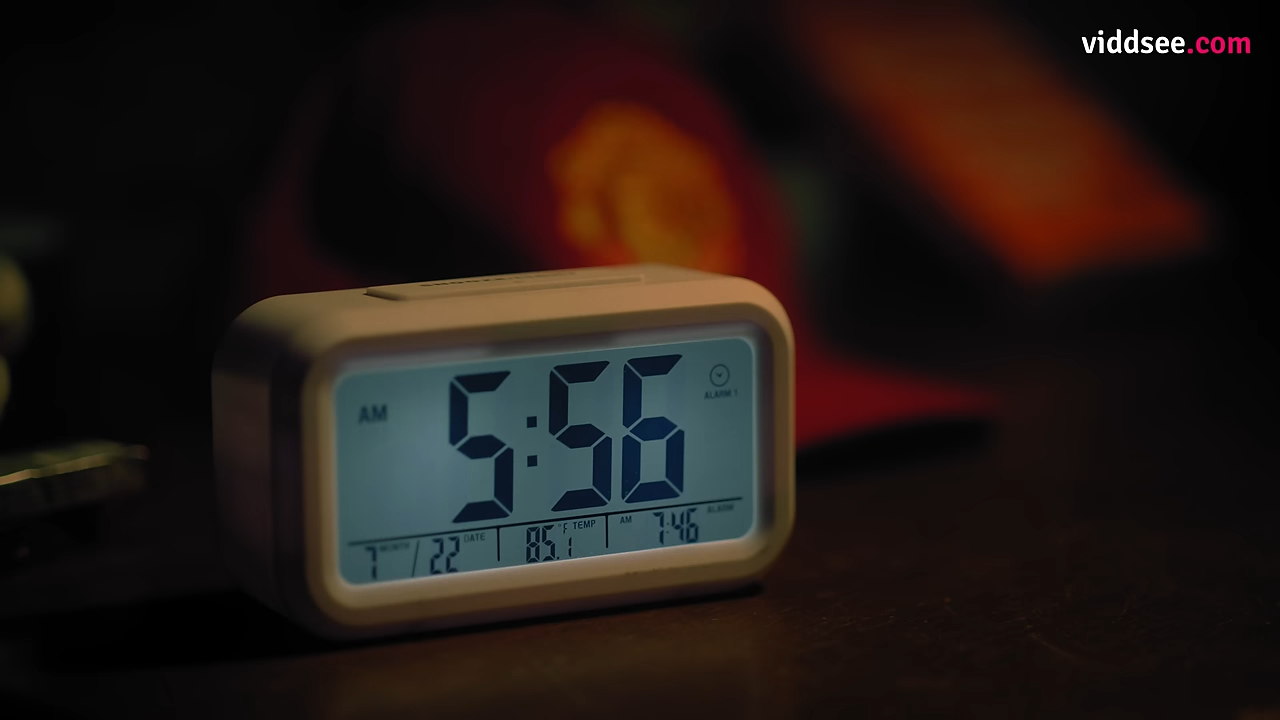 viddsee.com
AM
5:56
ALARM 1
MONTH
DATE
7/22
°F TEMP
85.1
AM
ALARM
7:46